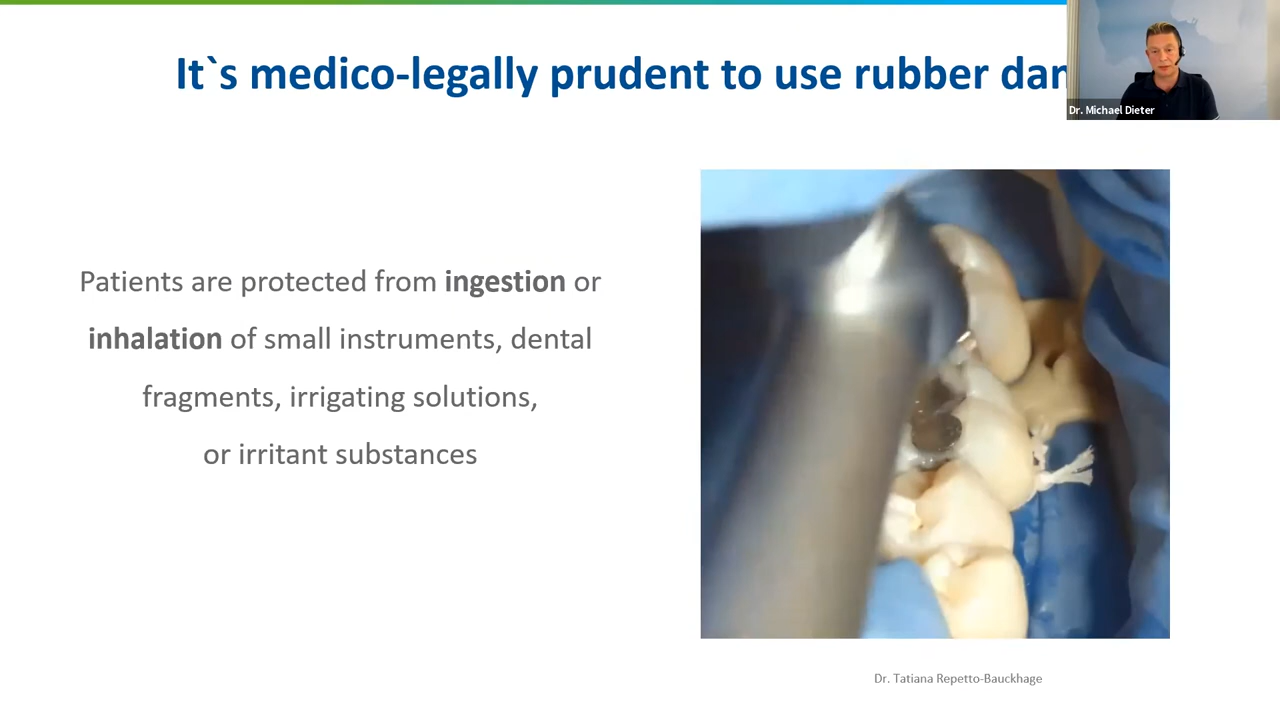 It`s medico-legally prudent to use rubber dam
Dr. Michael Dieter
Patients are protected from ingestion or
inhalation of small instruments, dental
fragments, irrigating solutions,
or irritant substances
Dr. Tatiana Repetto-Bauckhage